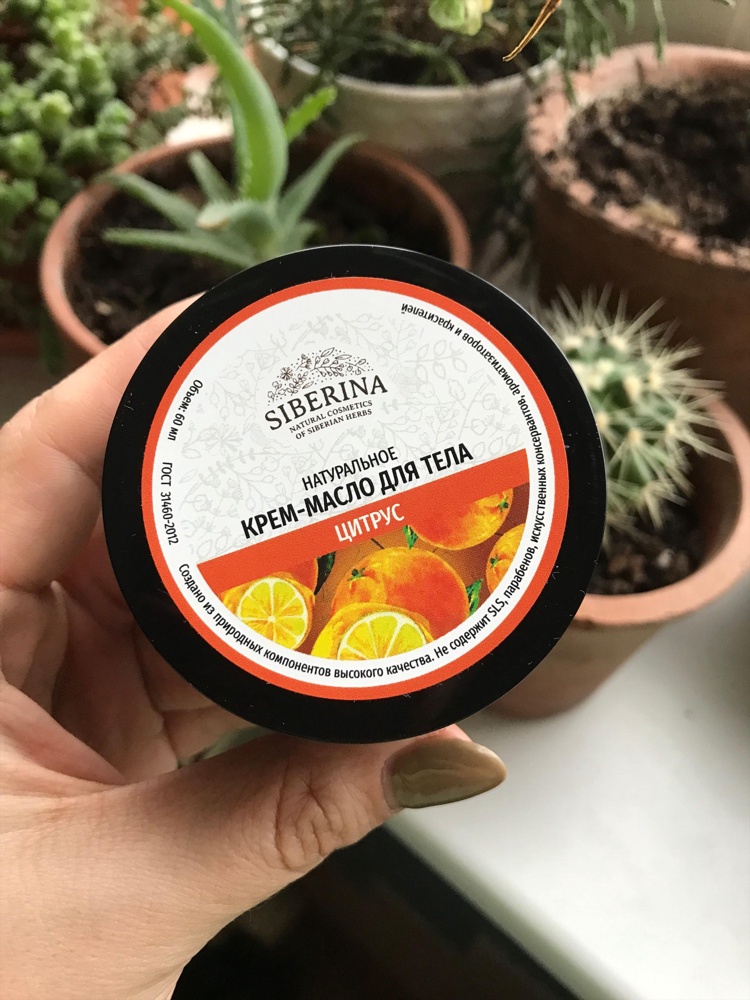 SIBERINA
NATURAL COSMETICS
OF SIBERIAN HERBS
НАТУРАЛЬНОЕ
КРЕМ-МАСЛО ДЛЯ ТЕЛА
ЦИТРУС
Объем: 60 мл
ГОСТ 31460-2012
Создано из природных компонентов высокого качества. Не содержит SLS, парабенов, искусственных консервантов, ароматизаторов и красителей